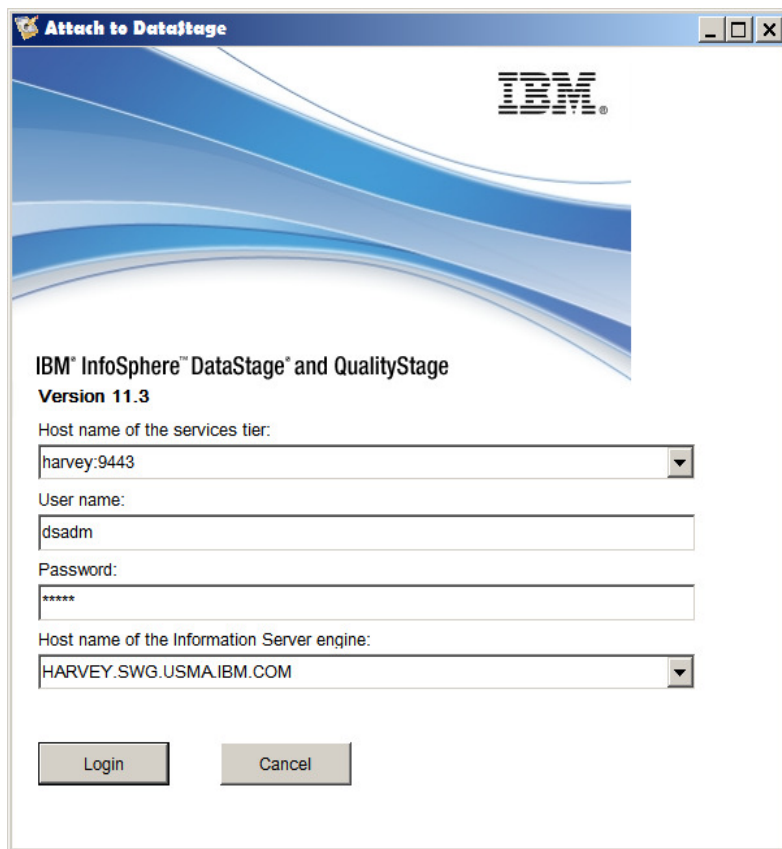 Attach to DataStage
IBM®
IBM® InfoSphere™ DataStage® and QualityStage
Version 11.3
Host name of the services tier:
harvey:9443
User name:
dsadm
Password:
*****
Host name of the Information Server engine:
HARVEY.SWG.USMA.IBM.COM
Login
Cancel